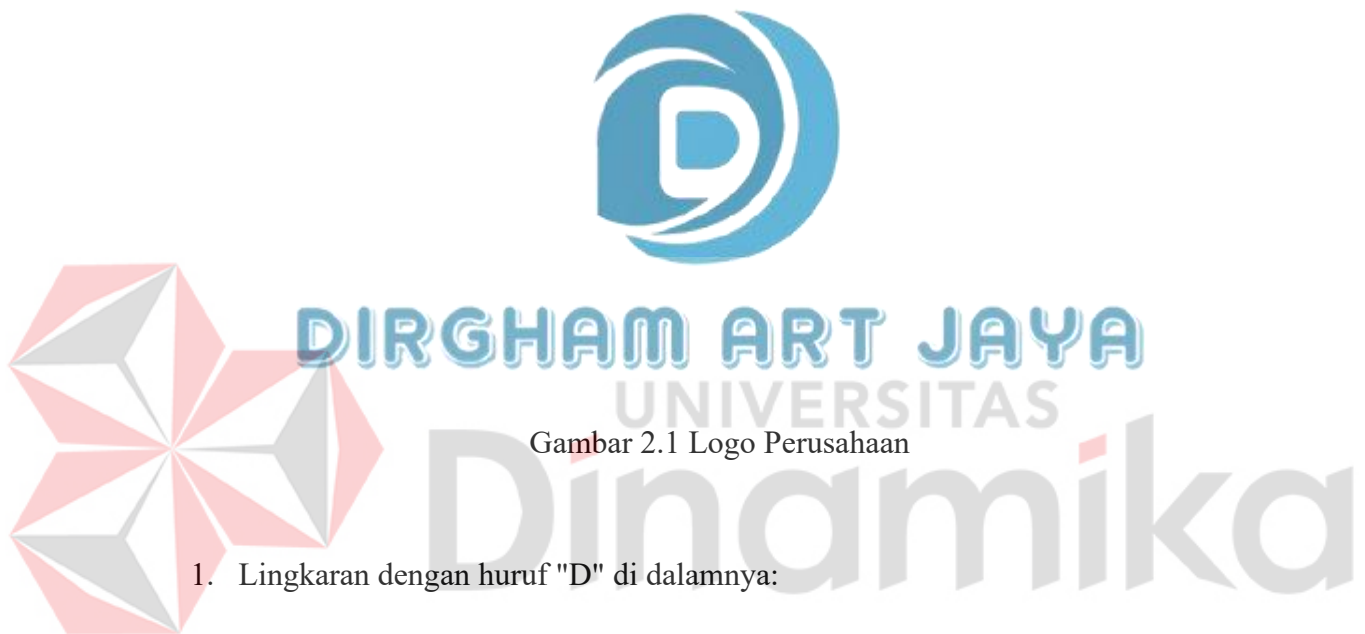 D
DIRGHAM ART JAYA
UNIVERSITAS
Dinamika
Gambar 2.1 Logo Perusahaan
1. Lingkaran dengan huruf "D" di dalamnya: